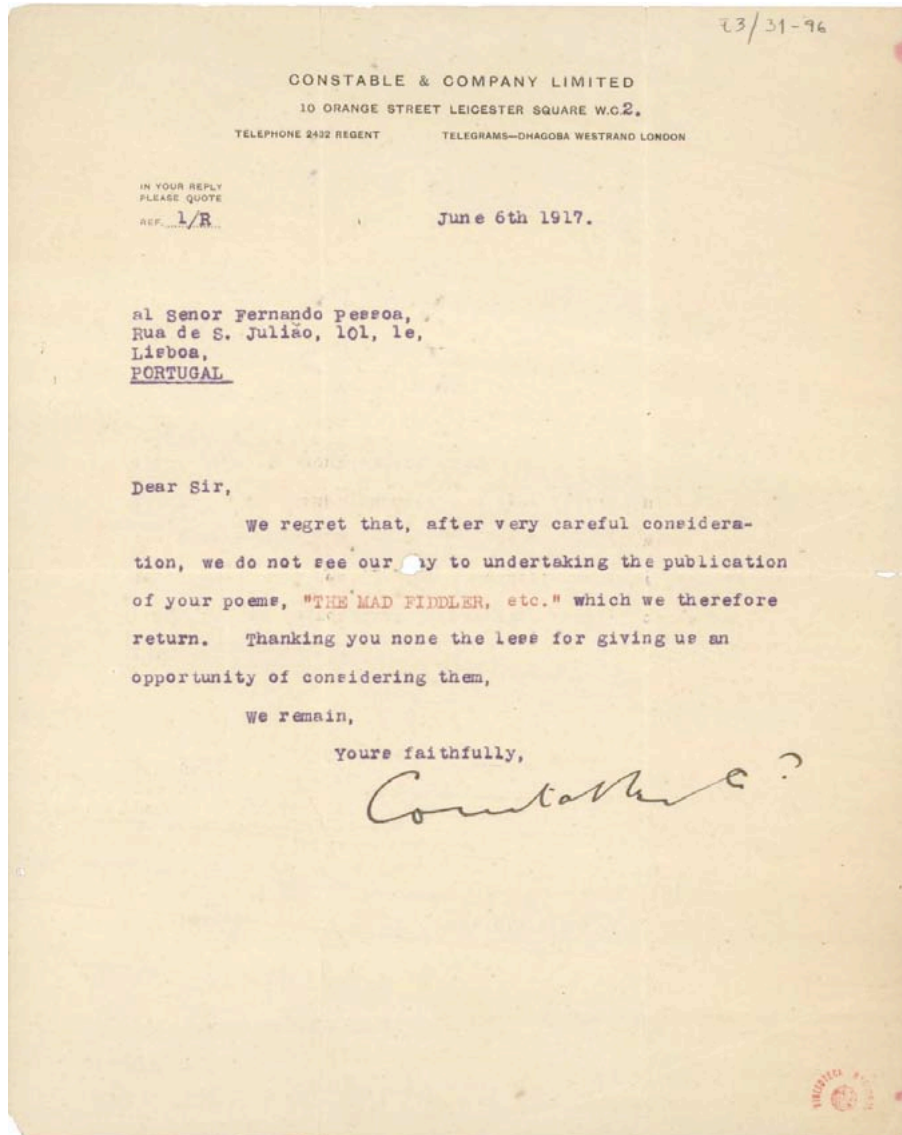 23/31-96
CONSTABLE & COMPANY LIMITED
10 ORANGE STREET LEICESTER SQUARE W.C.2.
TELEPHONE 2432 REGENT TELEGRAMS—DHAGOBA WESTRAND LONDON
IN YOUR REPLY
PLEASE QUOTE
REF. 1/R
June 6th 1917.
al Senor Fernando Pessoa,
Rua de S. Julião, 101, 1e,
Lisboa,
PORTUGAL
Dear Sir,
We regret that, after very careful considera-
tion, we do not see our ay to undertaking the publication
of your poems, "THE MAD FIDDLER, etc." which we therefore
return. Thanking you none the less for giving us an
opportunity of considering them,
We remain,
Yours faithfully,
Constable & Co
BIBLIOTECA